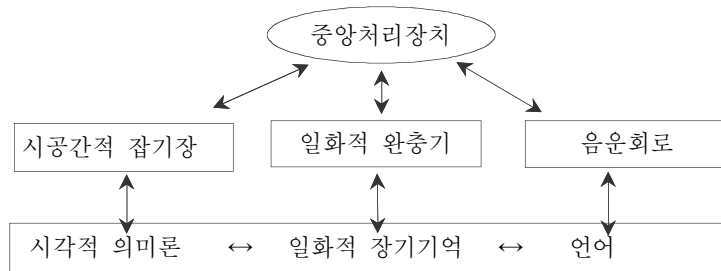 중앙처리장치
시공간적 잡기장 일화적 완충기 음운회로
시각적 의미론 ↔ 일화적 장기기억 ↔ 언어